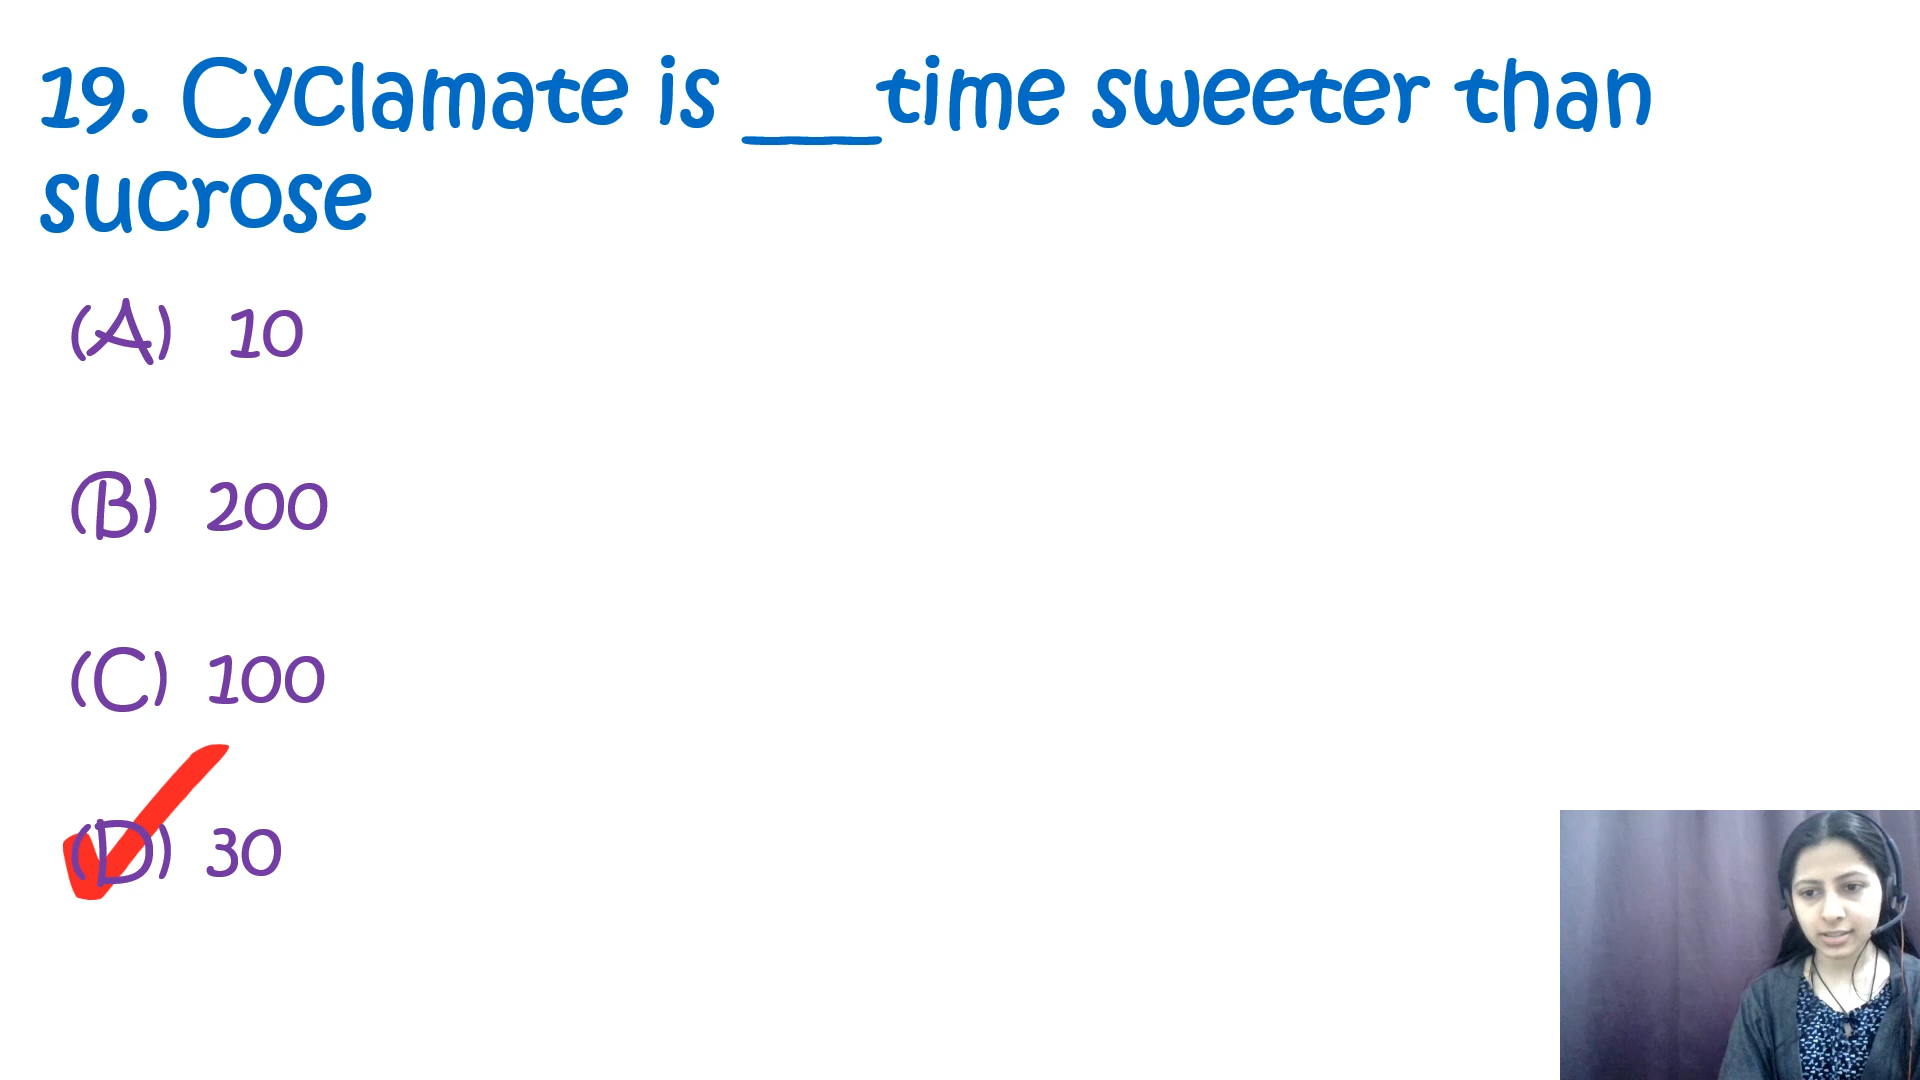 19. Cyclamate is ___time sweeter than
sucrose
(A) 10
(B) 200
(C) 100
(D) 30